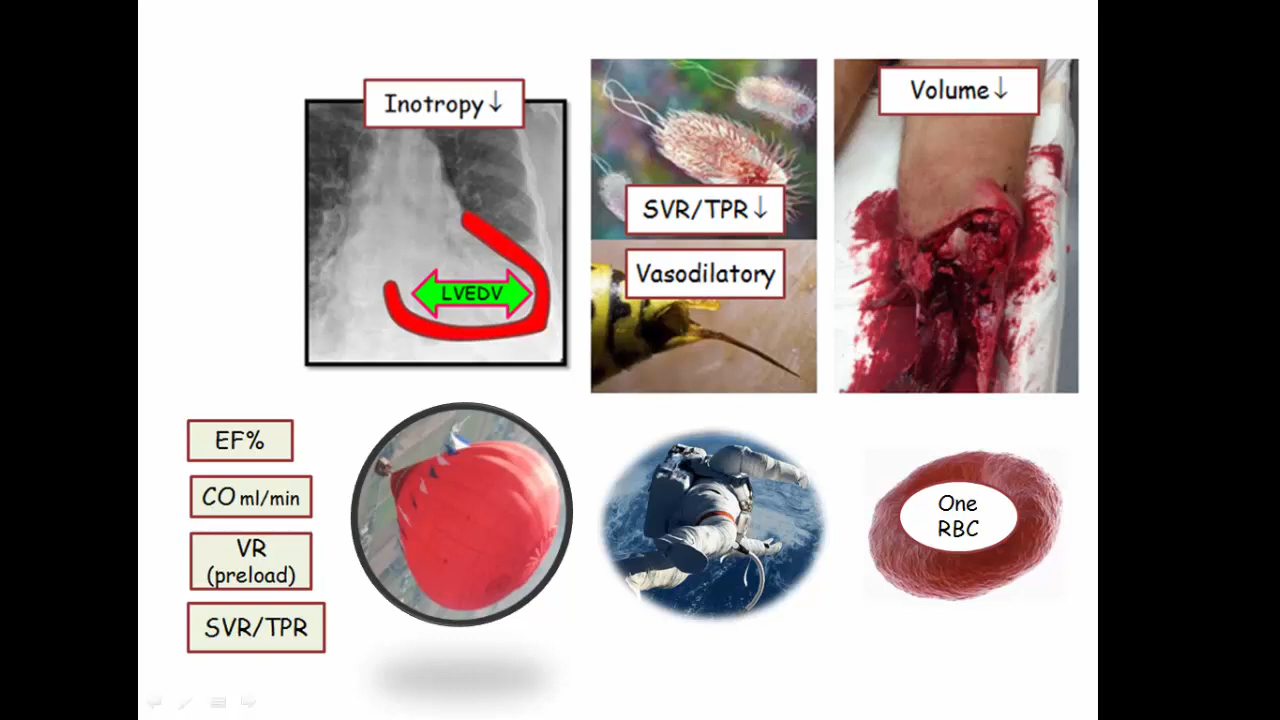 Inotropy↓
SVR/TPR↓
Vasodilatory
Volume↓
LVEDV
EF%
CO ml/min
VR
(preload)
SVR/TPR
One
RBC